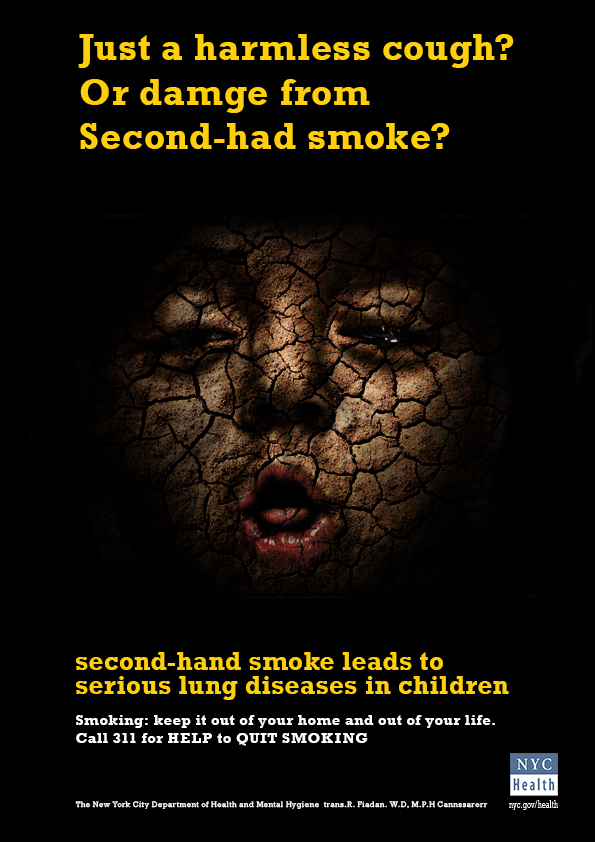 Just a harmless cough?
Or damge from
Second-had smoke?
second-hand smoke leads to
serious lung diseases in children
Smoking: keep it out of your home and out of your life.
Call 311 for HELP to QUIT SMOKING
NYC
Health
The New York City Department of Health and Mental Hygiene trans.R. Fiadan. W.D, M.P.H Cannssarerr
nyc.gov/health